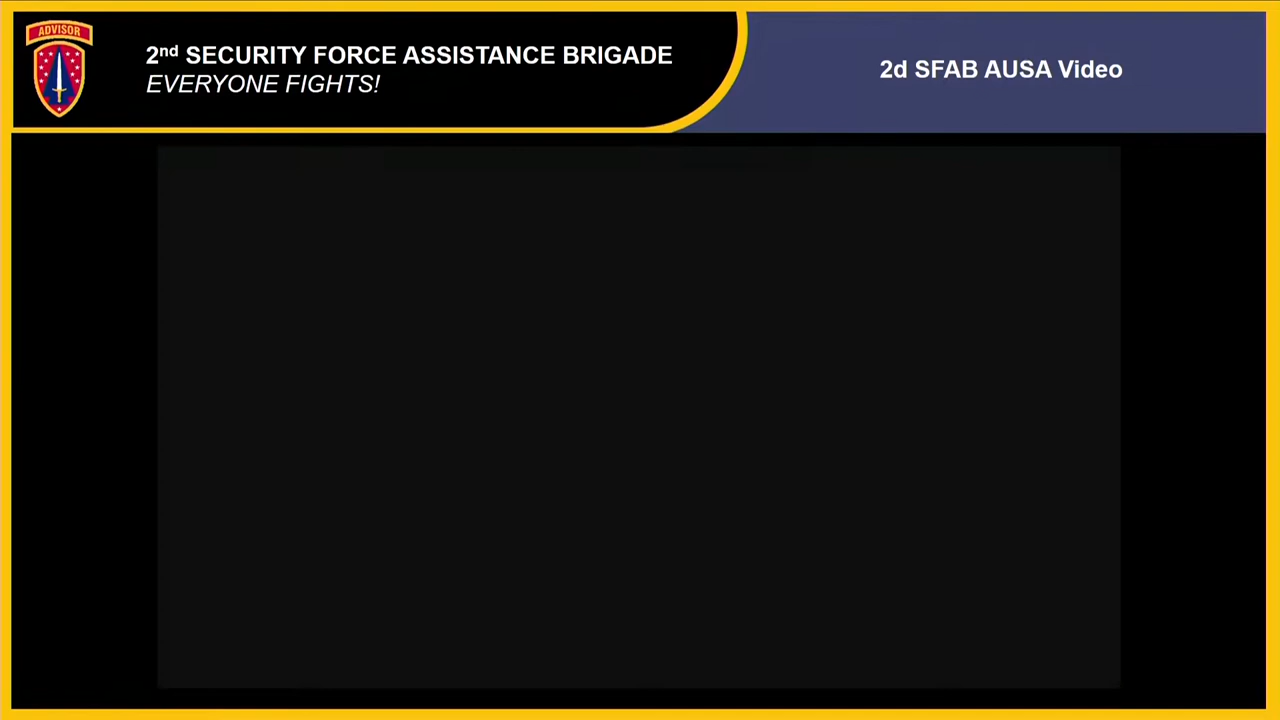 ADVISOR
2nd SECURITY FORCE ASSISTANCE BRIGADE
EVERYONE FIGHTS!
2d SFAB AUSA Video